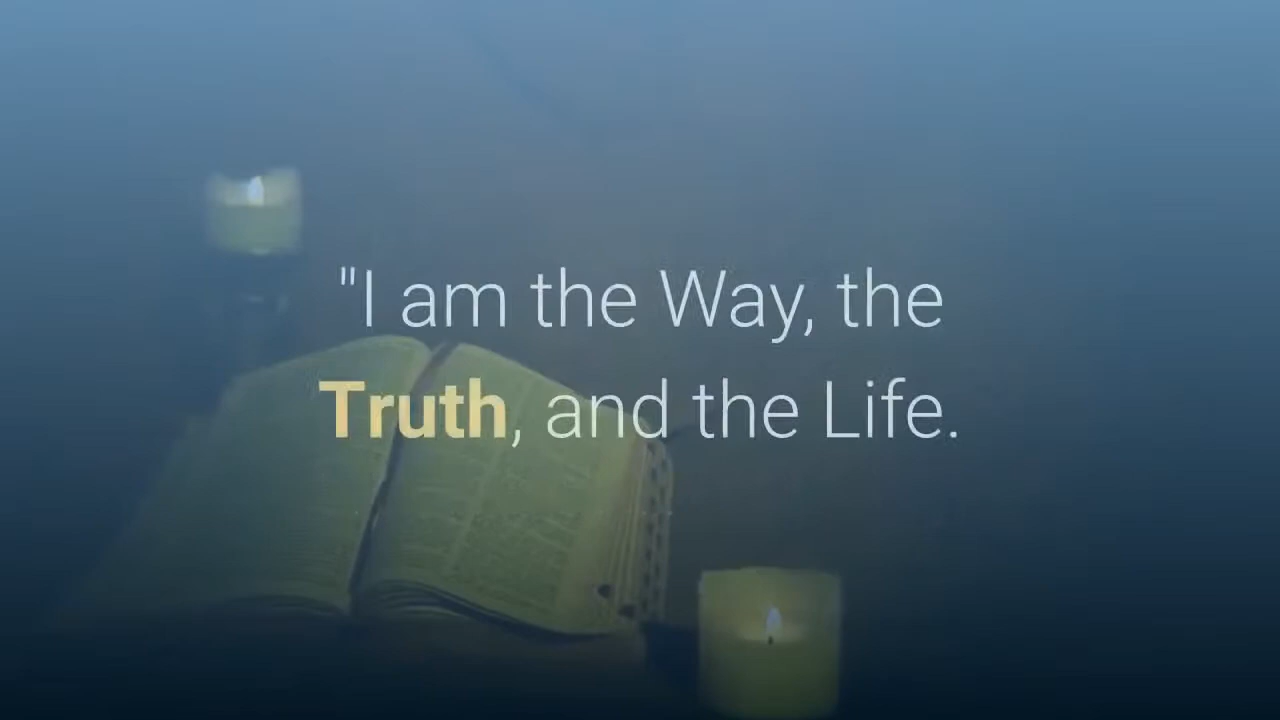 "I am the Way, the
Truth, and the Life.